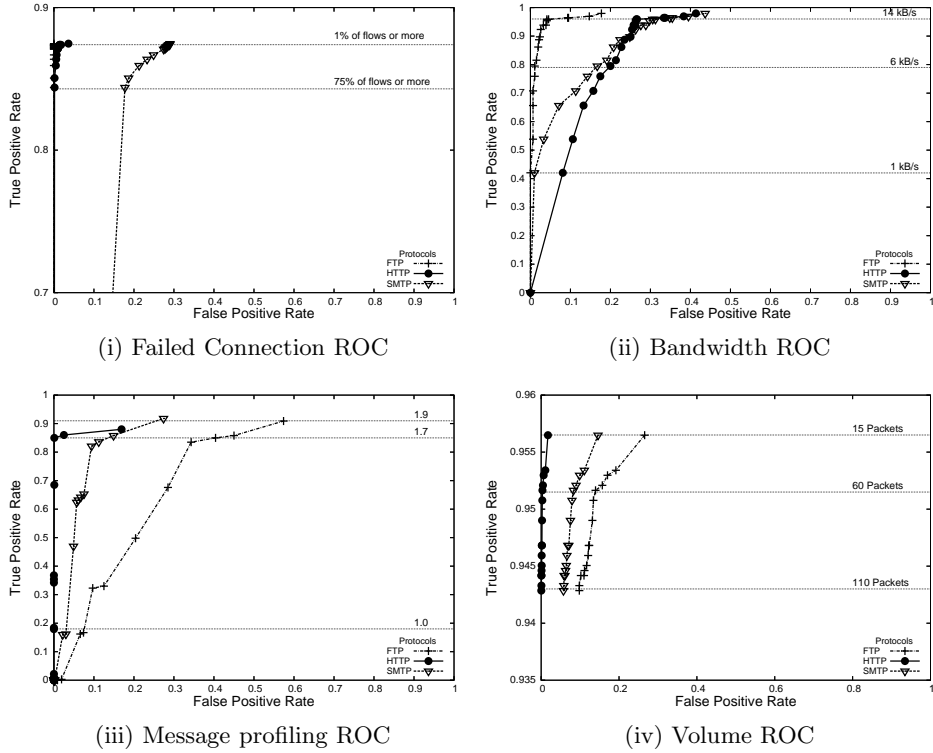 True Positive Rate
0.9
0.8
0.7
1% of flows or more
75% of flows or more
Protocols
FTP
HTTP
SMTP
0 0.1 0.2 0.3 0.4 0.5 0.6 0.7 0.8 0.9 1
False Positive Rate
(i) Failed Connection ROC
True Positive Rate
1
0.9
0.8
0.7
0.6
0.5
0.4
0.3
0.2
0.1
0
14 kB/s
6 kB/s
1 kB/s
Protocols
FTP
HTTP
SMTP
0 0.1 0.2 0.3 0.4 0.5 0.6 0.7 0.8 0.9 1
False Positive Rate
(ii) Bandwidth ROC
True Positive Rate
1
0.9
0.8
0.7
0.6
0.5
0.4
0.3
0.2
0.1
0
1.9
1.7
1.0
Protocols
FTP
HTTP
SMTP
0 0.1 0.2 0.3 0.4 0.5 0.6 0.7 0.8 0.9 1
False Positive Rate
(iii) Message profiling ROC
True Positive Rate
0.96
0.955
0.95
0.945
0.94
0.935
15 Packets
60 Packets
110 Packets
Protocols
FTP
HTTP
SMTP
0 0.2 0.4 0.6 0.8 1
False Positive Rate
(iv) Volume ROC